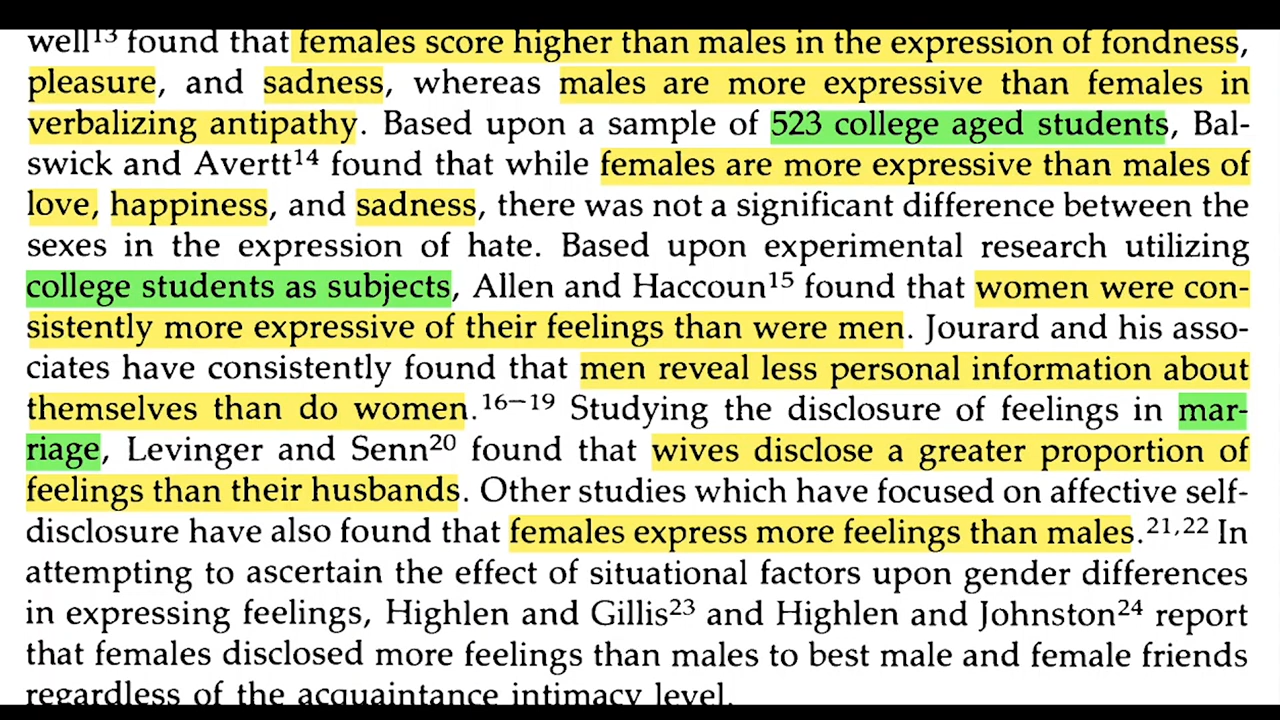 well¹³ found that females score higher than males in the expression of fondness,
pleasure, and sadness, whereas males are more expressive than females in
verbalizing antipathy. Based upon a sample of 523 college aged students, Bal-
swick and Avertt¹⁴ found that while females are more expressive than males of
love, happiness, and sadness, there was not a significant difference between the
sexes in the expression of hate. Based upon experimental research utilizing
college students as subjects, Allen and Haccoun¹⁵ found that women were con-
sistently more expressive of their feelings than were men. Jourard and his asso-
ciates have consistently found that men reveal less personal information about
themselves than do women.¹⁶⁻¹⁹ Studying the disclosure of feelings in mar-
riage, Levinger and Senn²⁰ found that wives disclose a greater proportion of
feelings than their husbands. Other studies which have focused on affective self-
disclosure have also found that females express more feelings than males.²¹,²² In
attempting to ascertain the effect of situational factors upon gender differences
in expressing feelings, Highlen and Gillis²³ and Highlen and Johnston²⁴ report
that females disclosed more feelings than males to best male and female friends
regardless of the acquaintance intimacy level.